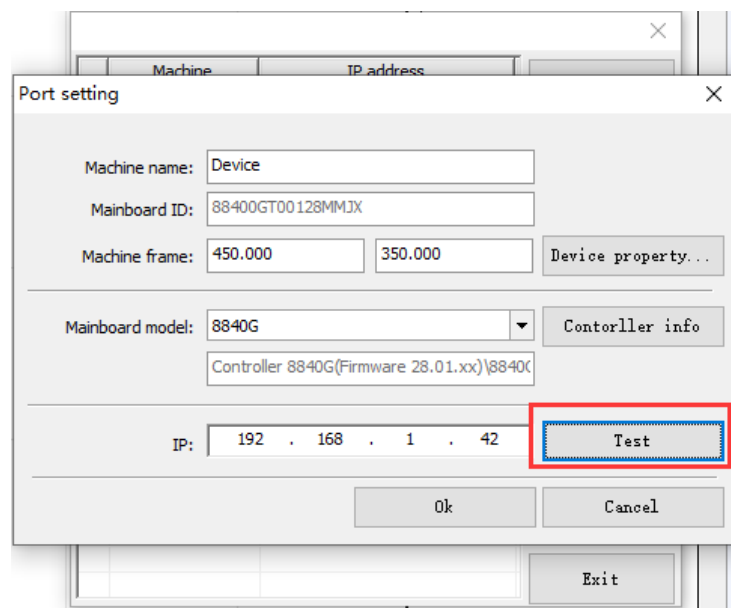 Machine IP address
Port setting
Machine name: Device
Mainboard ID: 88400GT00128MMJX
Machine frame: 450.000 350.000 Device property...
Mainboard model: 8840G Contorller info
Controller 8840G(Firmware 28.01.xx)\8840(
IP: 192 . 168 . 1 . 42 Test
Ok Cancel
Exit